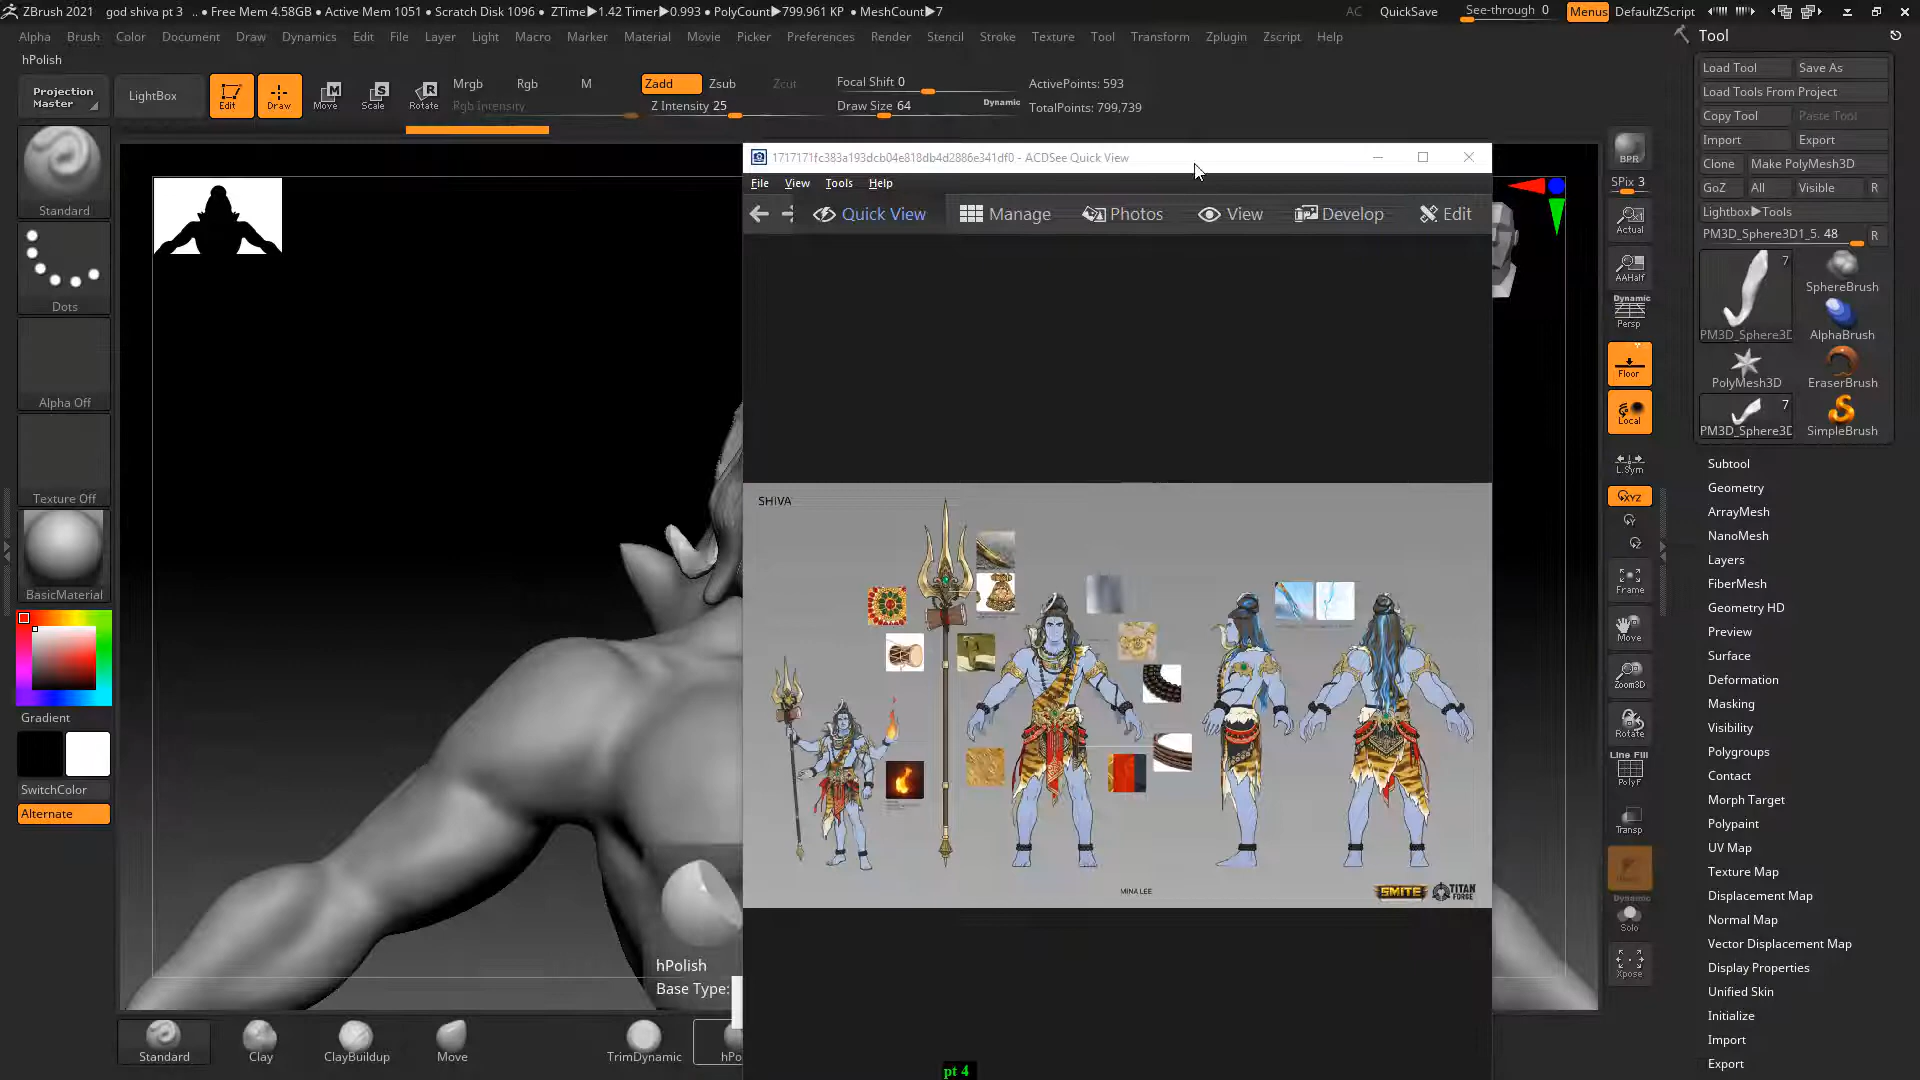 ZBrush 2021 god shiva pt 3 .. ● Free Mem 4.58GB ● Active Mem 1051 ● Scratch Disk 1096 ● ZTime▶1.42 Timer▶0.993 ● PolyCount▶799.961 KP ● MeshCount▶7 AC QuickSave See-through 0 Menus DefaultZScript
Alpha Brush Color Document Draw Dynamics Edit File Layer Light Macro Marker Material Movie Picker Preferences Render Stencil Stroke Texture Tool Transform Zplugin Zscript Help
Tool
hPolish
Projection
Master
LightBox
Edit
Draw
Move
Scale
Rotate
Mrgb Rgb M
Rgb Intensity
Zadd Zsub Zcut
Z Intensity 25
Focal Shift 0
Draw Size 64
Dynamic
ActivePoints: 593
TotalPoints: 799,739
Load Tool Save As
Load Tools From Project
Copy Tool Paste Tool
Import Export
Clone Make PolyMesh3D
GoZ All Visible R
Lightbox▶Tools
PM3D_Sphere3D1_5. 48 R
7
PM3D_Sphere3D
SphereBrush
AlphaBrush
PolyMesh3D
EraserBrush
7
PM3D_Sphere3D
SimpleBrush
Subtool
Geometry
ArrayMesh
NanoMesh
Layers
FiberMesh
Geometry HD
Preview
Surface
Deformation
Masking
Visibility
Polygroups
Contact
Morph Target
Polypaint
UV Map
Texture Map
Displacement Map
Normal Map
Vector Displacement Map
Display Properties
Unified Skin
Initialize
Import
Export
Standard
Dots
Alpha Off
Texture Off
BasicMaterial
Gradient
SwitchColor
Alternate
BPR
SPix 3
Actual
AAHalf
Dynamic
Persp
Floor
Local
L.Sym
XYZ
Y
Z
Frame
Move
Zoom3D
Rotate
Line Fill
PolyF
Transp
Dynamic
Solo
Xpose
1717171fc383a193dcb04e818db4d2886e341df0 - ACDSee Quick View
File View Tools Help
Quick View Manage Photos View Develop Edit
SHIVA
MINA LEE
SMITE
TITAN
FORGE
hPolish
Base Type:
Standard Clay ClayBuildup Move TrimDynamic hPo
pt 4